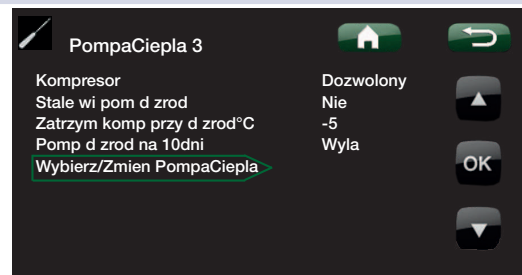 PompaCiepla 3
Kompresor Dozwolony
Stale wi pom d zrod Nie
Zatrzym komp przy d zrod°C -5
Pomp d zrod na 10dni Wyla
Wybierz/Zmien PompaCiepla
OK